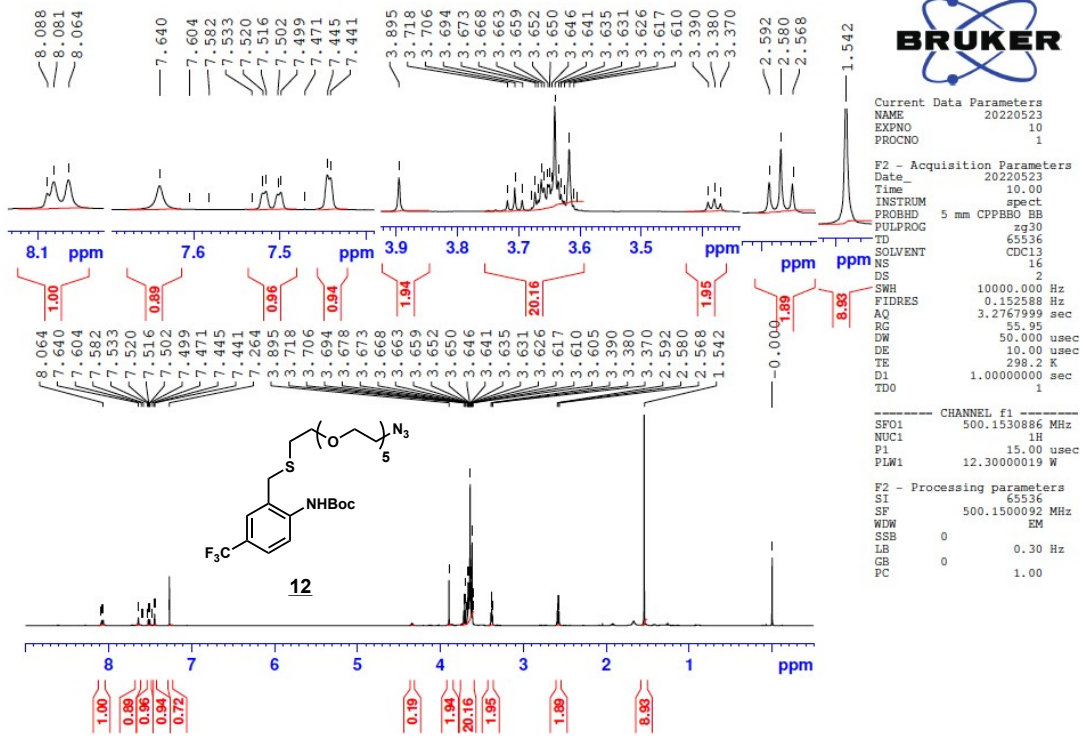 8.088
8.081
8.064
7.640
7.604
7.582
7.533
7.520
7.516
7.502
7.499
7.471
7.445
7.441
3.895
3.718
3.706
3.694
3.673
3.668
3.663
3.659
3.652
3.650
3.646
3.641
3.635
3.631
3.626
3.617
3.610
3.390
3.380
3.370
2.592
2.580
2.568
1.542
BRUKER
8.1 ppm
7.6 7.5 ppm
3.9 3.8 3.7 3.6 3.5 ppm
ppm
ppm
1.00
0.89
0.96
0.94
1.94
20.16
1.95
1.89
8.93
8.064
7.640
7.604
7.582
7.533
7.520
7.516
7.502
7.499
7.471
7.445
7.441
7.264
3.895
3.718
3.706
3.694
3.678
3.673
3.668
3.663
3.659
3.652
3.650
3.646
3.641
3.635
3.631
3.626
3.617
3.610
3.605
3.390
3.380
3.370
2.592
2.580
2.568
1.542
-0.000
O
N3
5
S
NHBoc
F3C
12
8 7 6 5 4 3 2 1 ppm
1.00
0.89
0.96
0.94
0.72
0.19
1.94
20.16
1.95
1.89
8.93
Current Data Parameters
NAME 20220523
EXPNO 10
PROCNO 1
F2 - Acquisition Parameters
Date_ 20220523
Time 10.00
INSTRUM spect
PROBHD 5 mm CPPBBO BB
PULPROG zg30
TD 65536
SOLVENT CDCl3
NS 16
DS 2
SWH 10000.000 Hz
FIDRES 0.152588 Hz
AQ 3.2767999 sec
RG 55.95
DW 50.000 usec
DE 10.00 usec
TE 298.2 K
D1 1.00000000 sec
TD0 1
======== CHANNEL f1 ========
SFO1 500.1530886 MHz
NUC1 1H
P1 15.00 usec
PLW1 12.30000019 W
F2 - Processing parameters
SI 65536
SF 500.1500092 MHz
WDW EM
SSB 0
LB 0.30 Hz
GB 0
PC 1.00